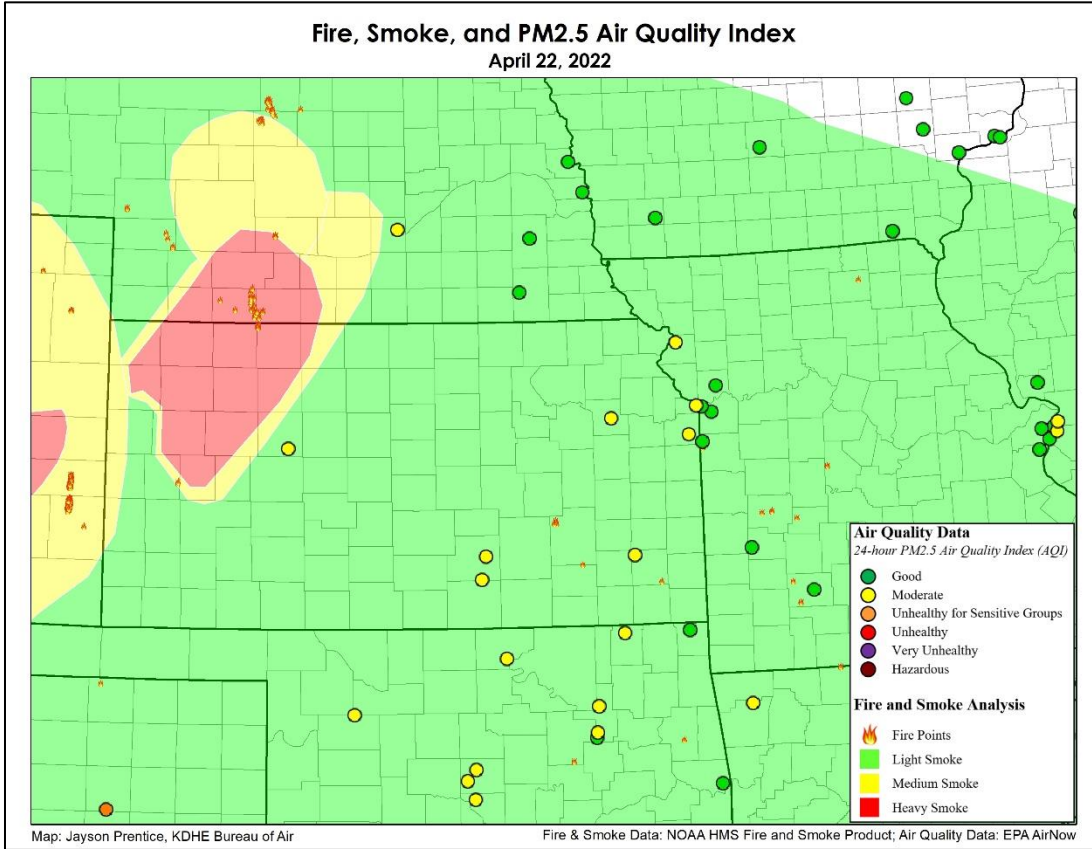 Fire, Smoke, and PM2.5 Air Quality Index
April 22, 2022
Air Quality Data
24-hour PM2.5 Air Quality Index (AQI)
Good
Moderate
Unhealthy for Sensitive Groups
Unhealthy
Very Unhealthy
Hazardous
Fire and Smoke Analysis
Fire Points
Light Smoke
Medium Smoke
Heavy Smoke
Map: Jayson Prentice, KDHE Bureau of Air
Fire & Smoke Data: NOAA HMS Fire and Smoke Product; Air Quality Data: EPA AirNow